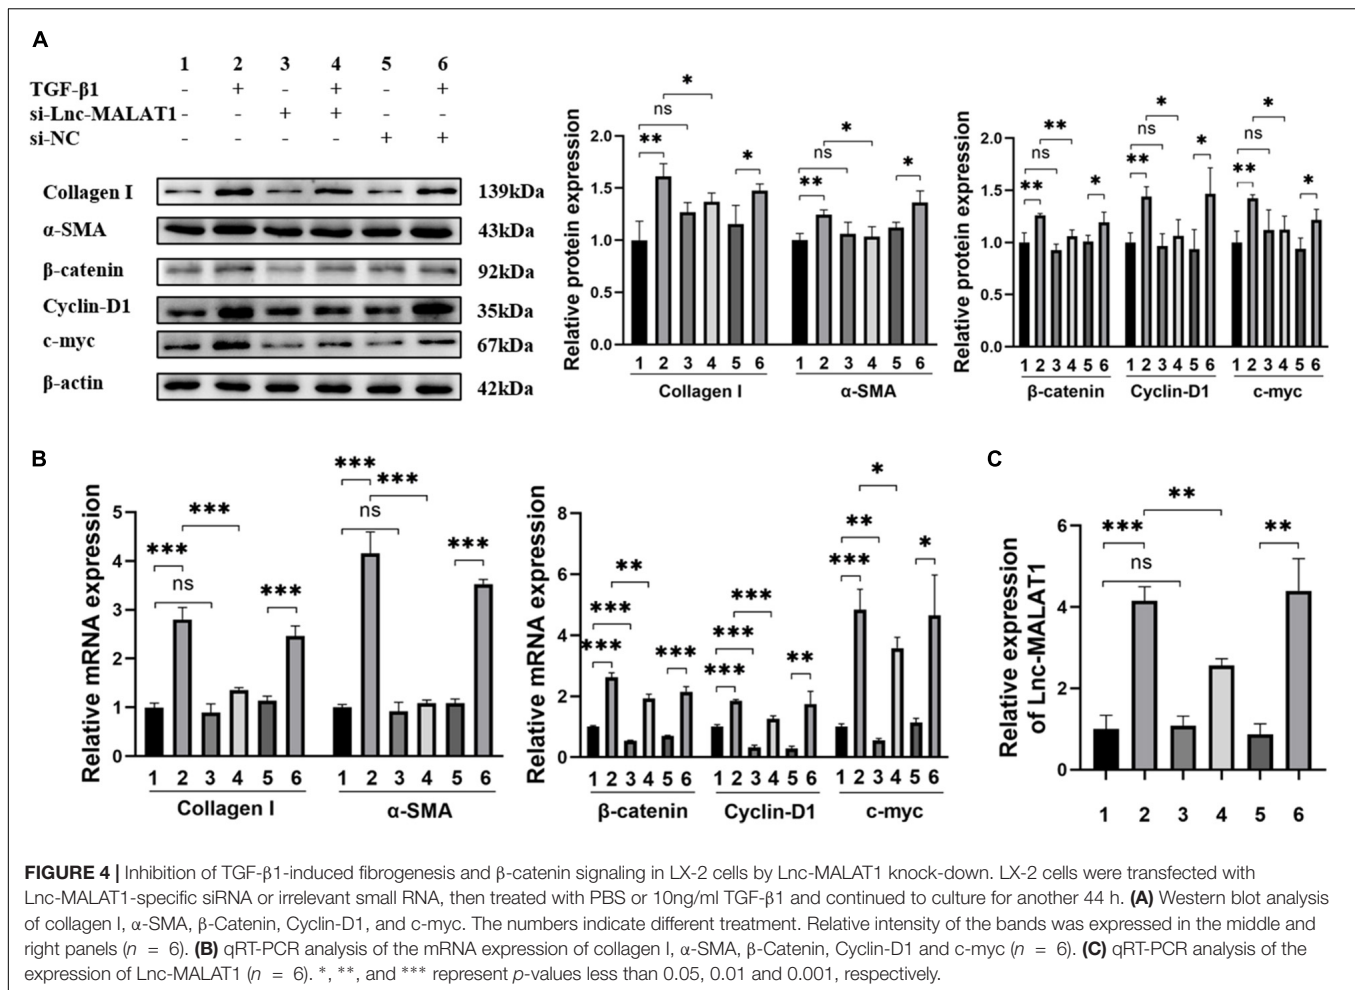 A
1 2 3 4 5 6
TGF-β1 - + - + - +
si-Lnc-MALAT1 - - + + - -
si-NC - - - - + +
Collagen I 139kDa
α-SMA 43kDa
β-catenin 92kDa
Cyclin-D1 35kDa
c-myc 67kDa
β-actin 42kDa
Relative protein expression
2.0
1.5
1.0
0.5
0.0
** ns * *
** ns * *
1 2 3 4 5 6 1 2 3 4 5 6
Collagen I α-SMA
Relative protein expression
2.0
1.5
1.0
0.5
0.0
** ns ** *
** ns * *
** ns * *
1 2 3 4 5 6 1 2 3 4 5 6 1 2 3 4 5 6
β-catenin Cyclin-D1 c-myc
B
Relative mRNA expression
5
4
3
2
1
0
*** ns *** ***
*** ns *** ***
1 2 3 4 5 6 1 2 3 4 5 6
Collagen I α-SMA
Relative mRNA expression
8
6
4
2
0
*** *** ** ***
*** *** *** **
*** ** * *
1 2 3 4 5 6 1 2 3 4 5 6 1 2 3 4 5 6
β-catenin Cyclin-D1 c-myc
C
Relative expression
of Lnc-MALAT1
6
4
2
0
*** ns ** **
1 2 3 4 5 6
FIGURE 4 | Inhibition of TGF-β1-induced fibrogenesis and β-catenin signaling in LX-2 cells by Lnc-MALAT1 knock-down. LX-2 cells were transfected with
Lnc-MALAT1-specific siRNA or irrelevant small RNA, then treated with PBS or 10ng/ml TGF-β1 and continued to culture for another 44 h. (A) Western blot analysis
of collagen I, α-SMA, β-Catenin, Cyclin-D1, and c-myc. The numbers indicate different treatment. Relative intensity of the bands was expressed in the middle and
right panels (n = 6). (B) qRT-PCR analysis of the mRNA expression of collagen I, α-SMA, β-Catenin, Cyclin-D1 and c-myc (n = 6). (C) qRT-PCR analysis of the
expression of Lnc-MALAT1 (n = 6). *, **, and *** represent p-values less than 0.05, 0.01 and 0.001, respectively.